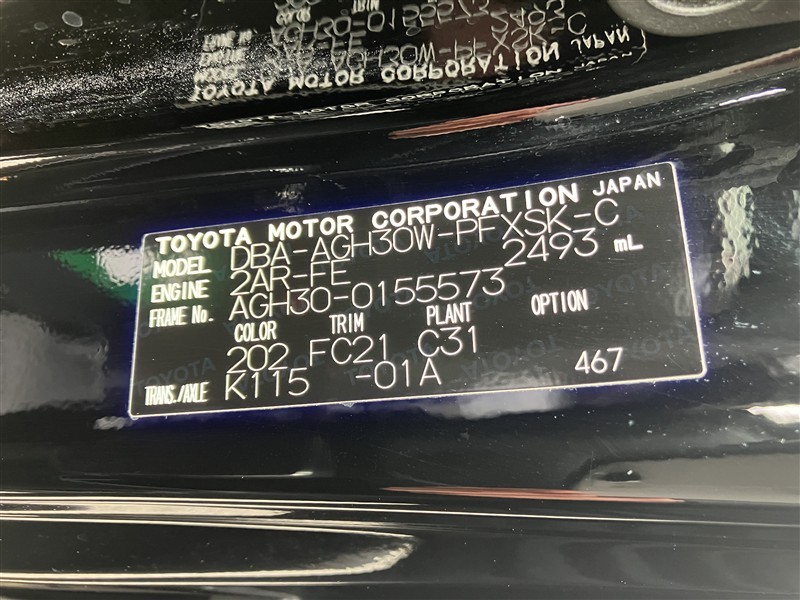 TOYOTA MOTOR CORPORATION JAPAN
MODEL DBA-AGH30W-PFXSK-C
ENGINE 2AR-FE 2493 mL
FRAME No. AGH30-0155573
COLOR TRIM PLANT OPTION
202 FC21 C31
TRANS./AXLE K115 -01A 467